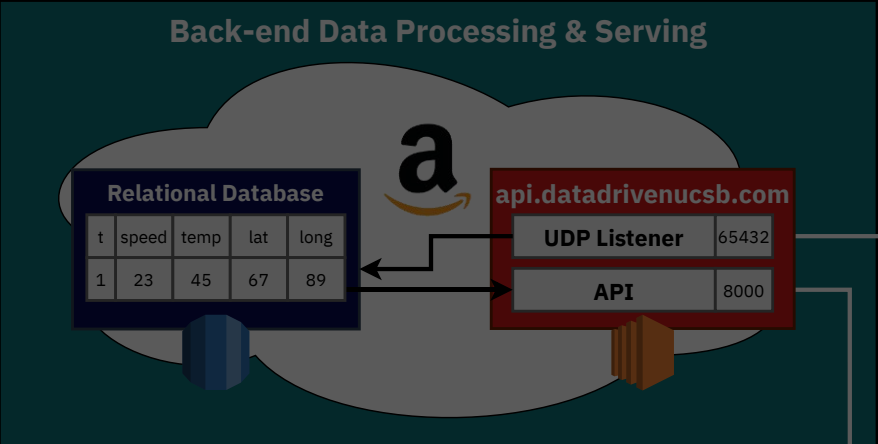 Back-end Data Processing & Serving
a
Relational Database
t speed temp lat long
1 23 45 67 89
api.datadrivenucsb.com
UDP Listener 65432
API 8000